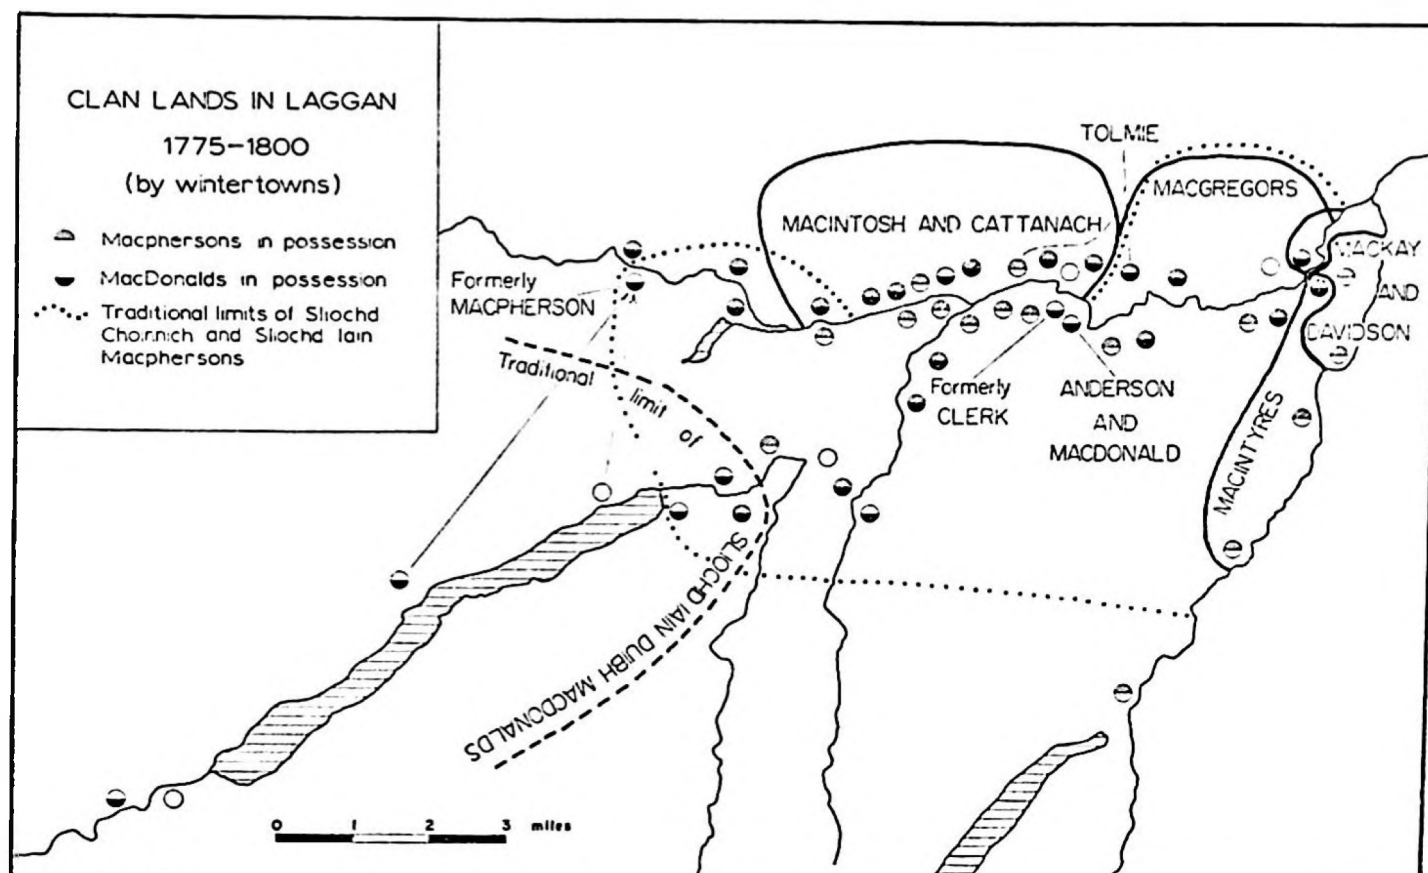 CLAN LANDS IN LAGGAN
1775-1800
(by wintertowns)
Macphersons in possession
MacDonalds in possession
Traditional limits of Sliochd
and Sliochd Iain
Macphersons
TOLMIE
MACGREGORS
MACINTOSH AND CATTANACH
MACKAY
AND
DAVIDSON
Formerly
MACPHERSON
Traditional limit of
SLIOCHD IAIN DUIBH MACDONALDS
Formerly
CLERK
ANDERSON
AND
MACDONALD
MACINTYRES
0 1 2 3 miles